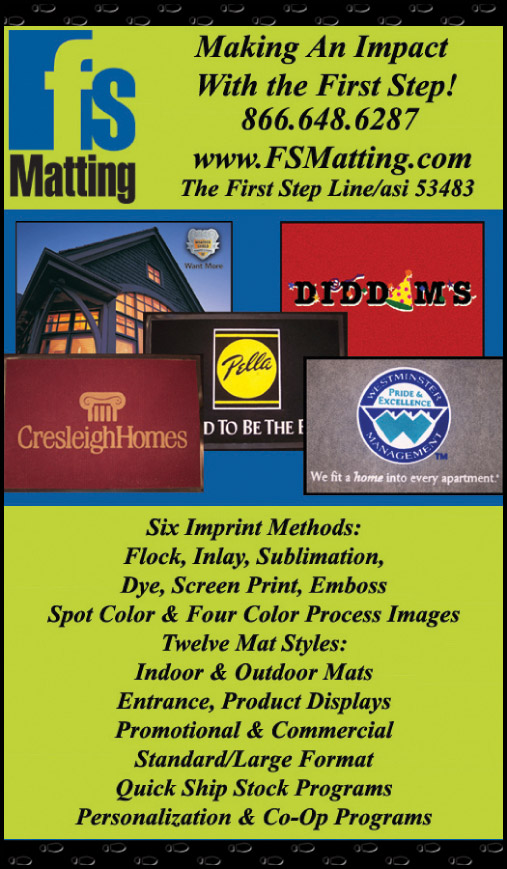 fs
Matting
Making An Impact
With the First Step!
866.648.6287
www.FSMatting.com
The First Step Line/asi 53483
Want More
DIDDAMS
Pella
D TO BE THE
CresleighHomes
WESTMINSTER
PRIDE &
EXCELLENCE
MANAGEMENT
TM
We fit a home into every apartment.
Six Imprint Methods:
Flock, Inlay, Sublimation,
Dye, Screen Print, Emboss
Spot Color & Four Color Process Images
Twelve Mat Styles:
Indoor & Outdoor Mats
Entrance, Product Displays
Promotional & Commercial
Standard/Large Format
Quick Ship Stock Programs
Personalization & Co-Op Programs